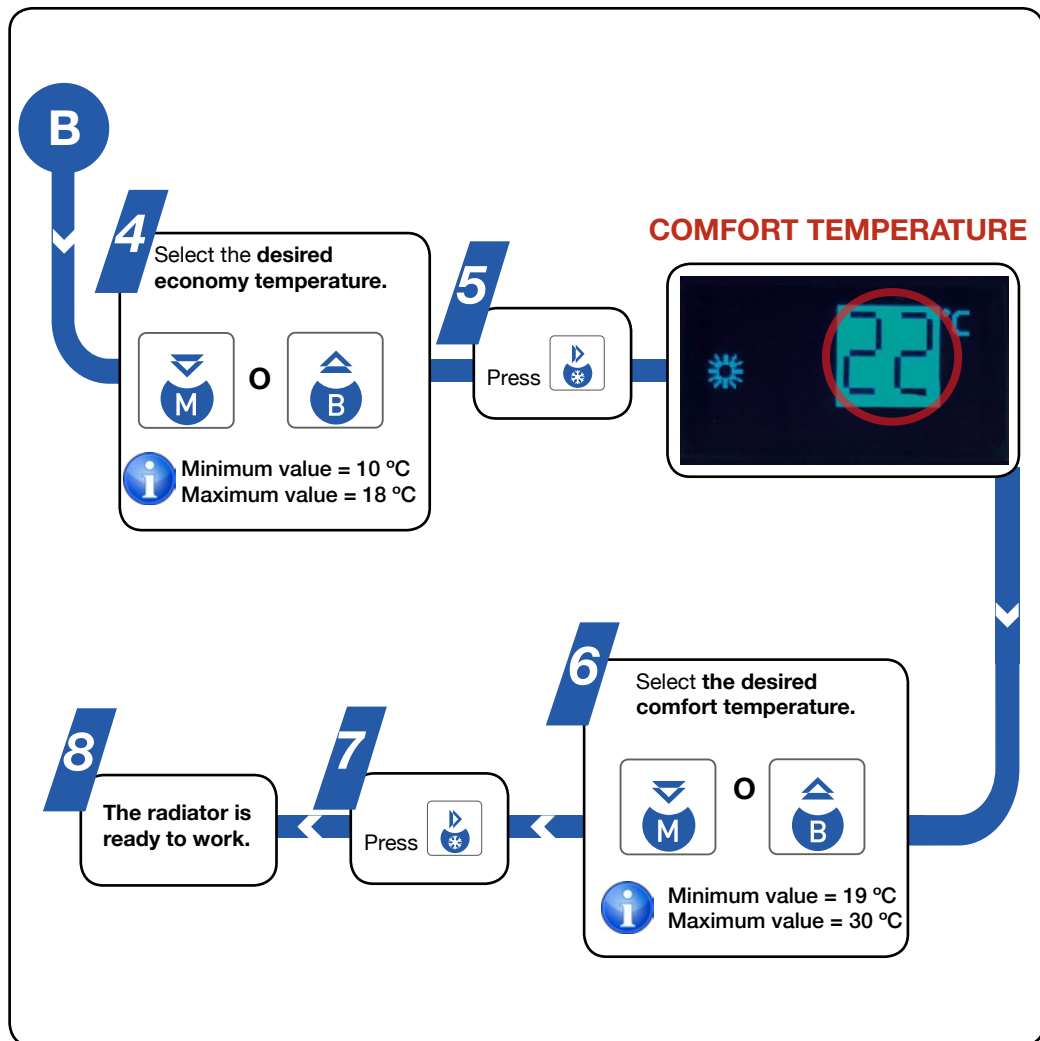 B
4
Select the desired
economy temperature.
M
O
B
Minimum value = 10 ºC
Maximum value = 18 ºC
5
Press
COMFORT TEMPERATURE
22 °C
6
Select the desired
comfort temperature.
M
O
B
Minimum value = 19 ºC
Maximum value = 30 ºC
7
Press
8
The radiator is
ready to work.